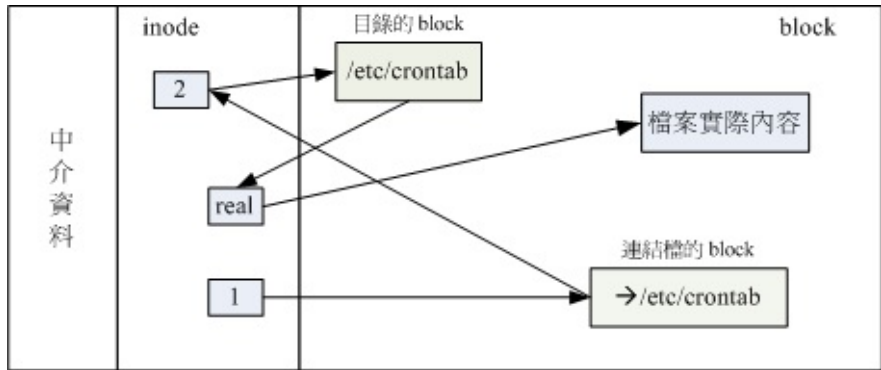 inode
目錄的 block
block
2
/etc/crontab
檔案實際內容
中介資料
real
連結檔的 block
1
→/etc/crontab